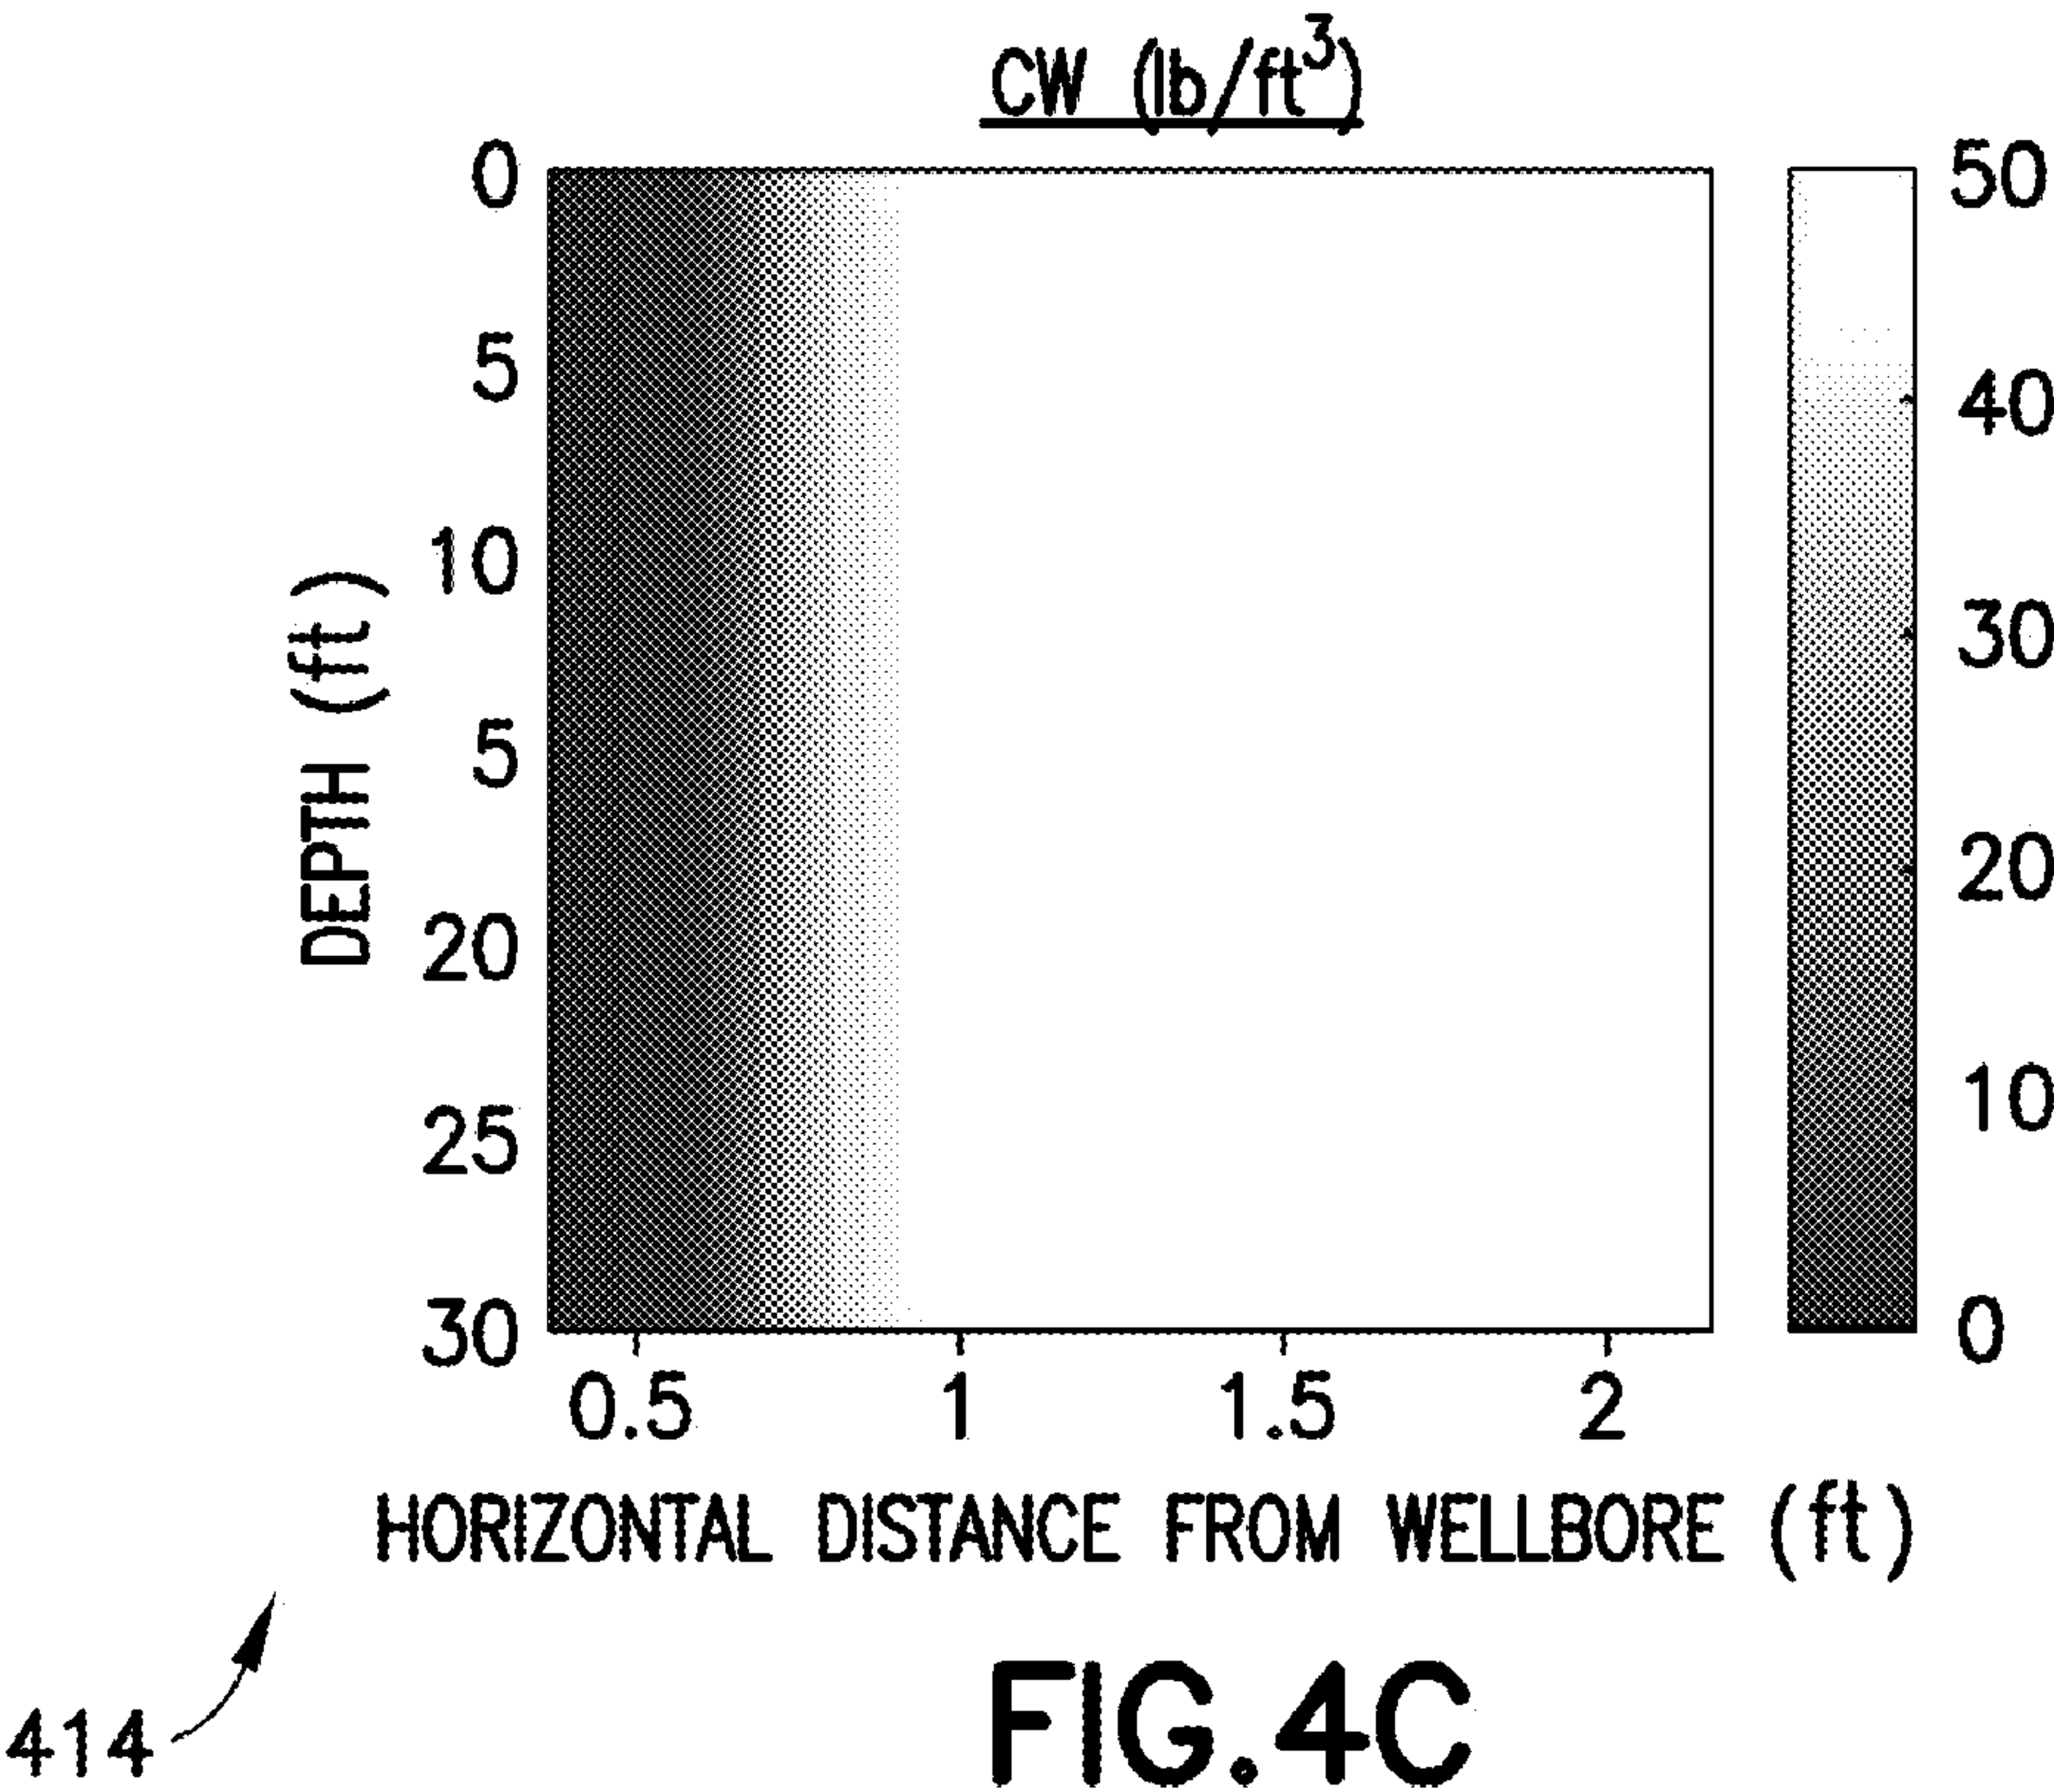 CW (lb/ft³)
0
5
10
5
20
25
30
DEPTH (ft)
50
40
30
20
10
0
0.5 1 1.5 2
HORIZONTAL DISTANCE FROM WELLBORE (ft)
414
FIG.4C